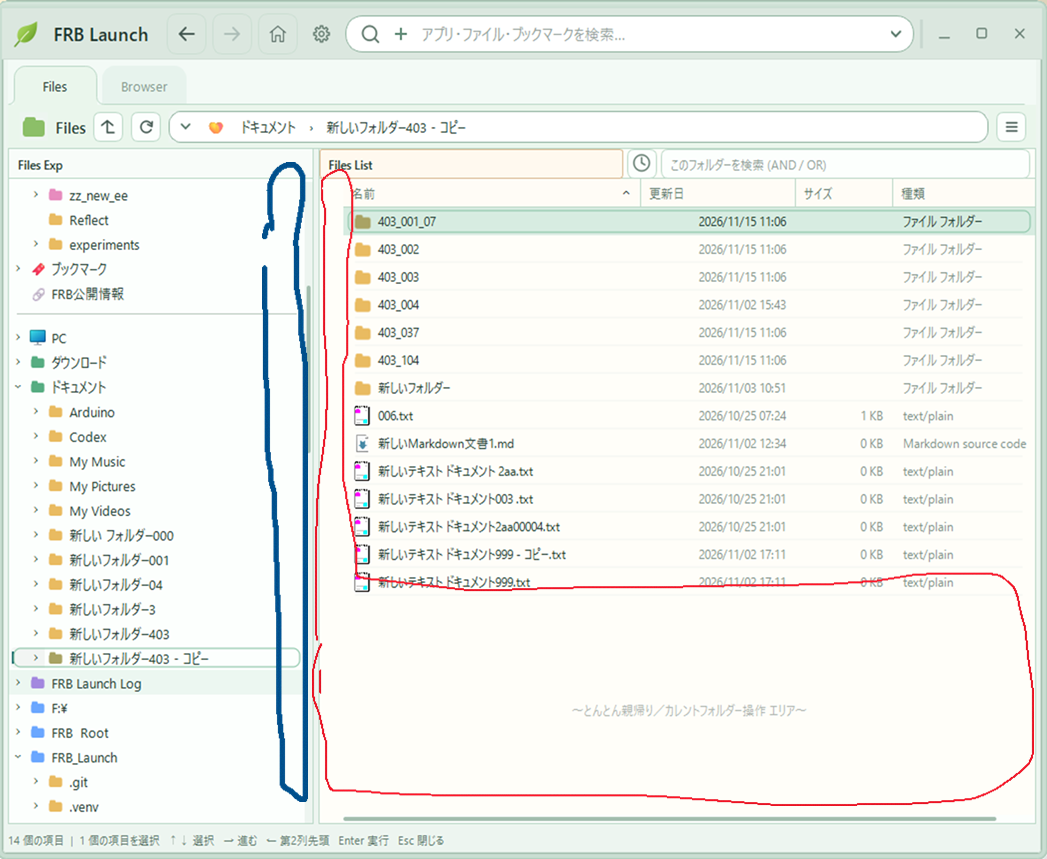 FRB Launch
アプリ・ファイル・ブックマークを検索...
Files Browser
Files ドキュメント › 新しいフォルダー403 - コピー
Files Exp
zz_new_ee
Reflect
experiments
ブックマーク
FRB公開情報
PC
ダウンロード
ドキュメント
Arduino
Codex
My Music
My Pictures
My Videos
新しい フォルダー000
新しいフォルダー001
新しいフォルダー04
新しいフォルダー3
新しいフォルダー403
新しいフォルダー403 - コピー
FRB Launch Log
F:¥
FRB Root
FRB_Launch
.git
.venv
Files List このフォルダーを検索 (AND / OR)
名前 更新日 サイズ 種類
403_001_07 2026/11/15 11:06 ファイル フォルダー
403_002 2026/11/15 11:06 ファイル フォルダー
403_003 2026/11/15 11:06 ファイル フォルダー
403_004 2026/11/02 15:43 ファイル フォルダー
403_037 2026/11/15 11:06 ファイル フォルダー
403_104 2026/11/15 11:06 ファイル フォルダー
新しいフォルダー 2026/11/03 10:51 ファイル フォルダー
006.txt 2026/10/25 07:24 1 KB text/plain
新しいMarkdown文書1.md 2026/11/02 12:34 0 KB Markdown source code
新しいテキスト ドキュメント 2aa.txt 2026/10/25 21:01 0 KB text/plain
新しいテキスト ドキュメント003 .txt 2026/10/25 21:01 0 KB text/plain
新しいテキスト ドキュメント2aa00004.txt 2026/10/25 21:01 0 KB text/plain
新しいテキスト ドキュメント999 - コピー.txt 2026/11/02 17:11 0 KB text/plain
新しいテキスト ドキュメント999.txt 2026/11/02 17:11 0 KB text/plain
〜とんとん親帰り／カレントフォルダー操作 エリア〜
14 個の項目 | 1 個の項目を選択 ↑ ↓ 選択 → 進む ← 第2列先頭 Enter 実行 Esc 閉じる